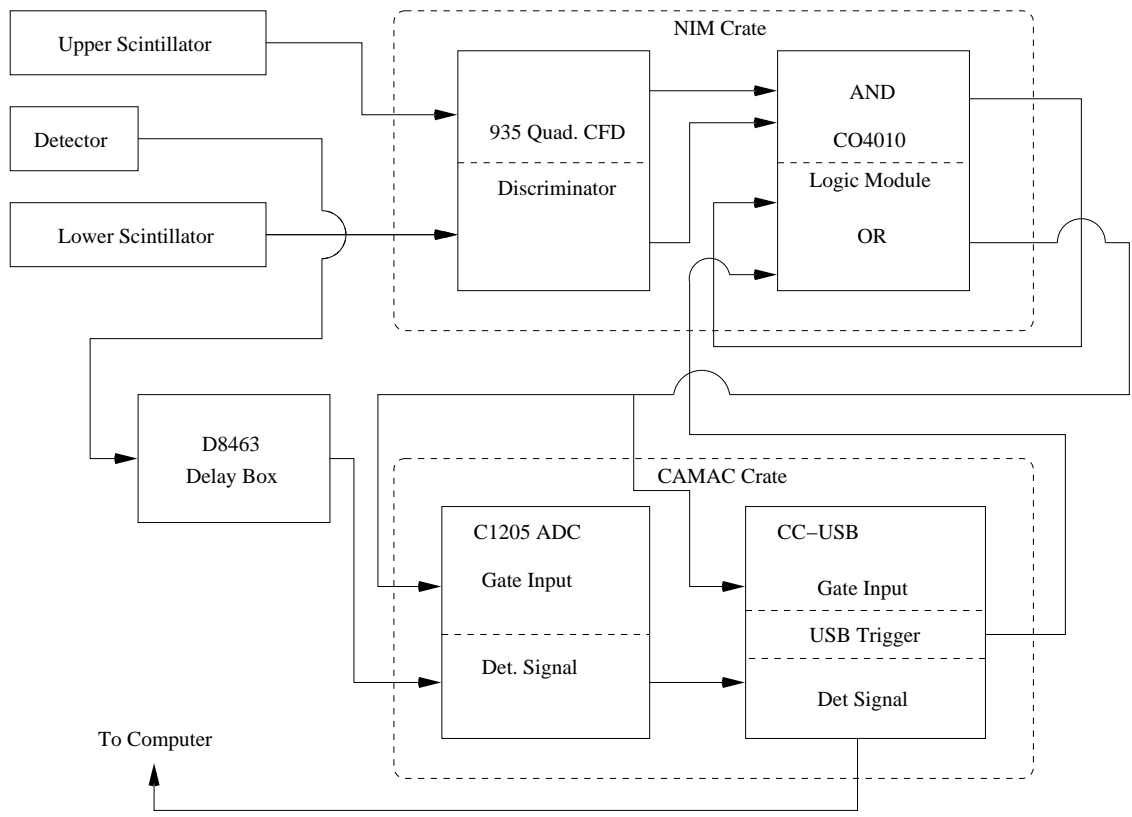 Upper Scintillator
Detector
Lower Scintillator
NIM Crate
935 Quad. CFD
Discriminator
AND
CO4010
Logic Module
OR
D8463
Delay Box
CAMAC Crate
C1205 ADC
Gate Input
Det. Signal
CC−USB
Gate Input
USB Trigger
Det Signal
To Computer